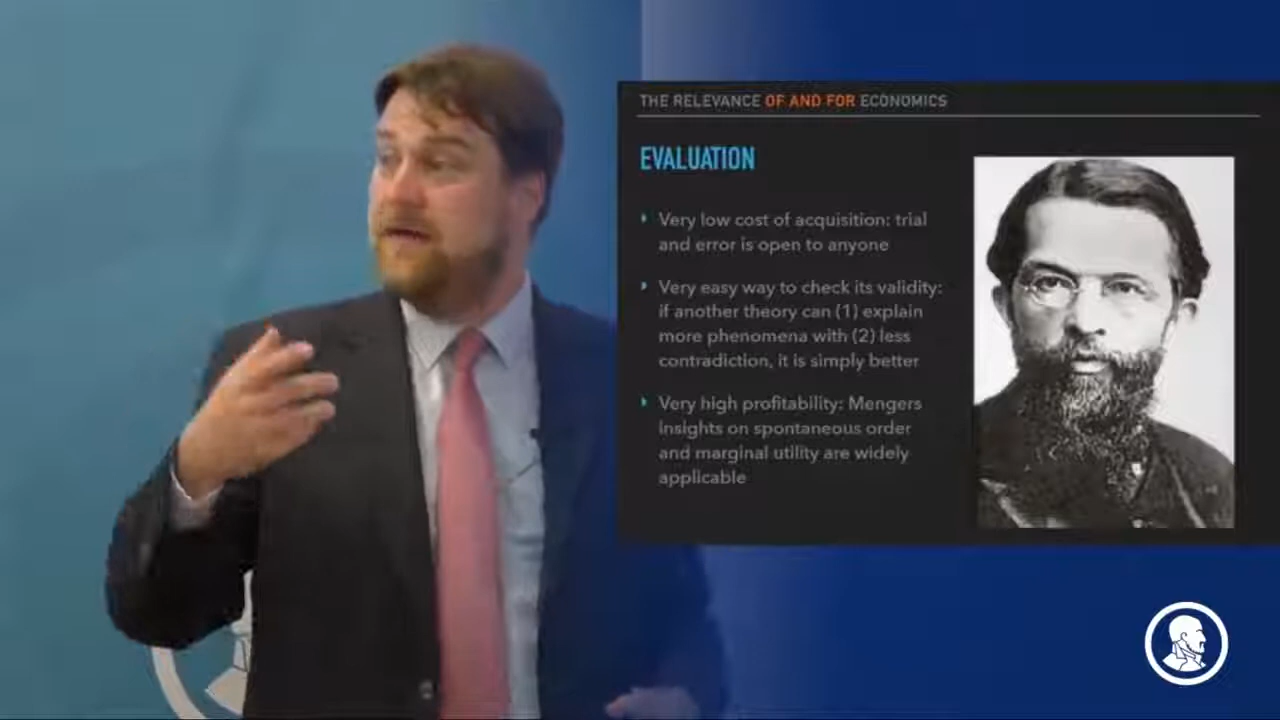 THE RELEVANCE OF AND FOR ECONOMICS
EVALUATION
Very low cost of acquisition: trial
and error is open to anyone
Very easy way to check its validity:
if another theory can (1) explain
more phenomena with (2) less
contradiction, it is simply better
Very high profitability: Mengers
insights on spontaneous order
and marginal utility are widely
applicable